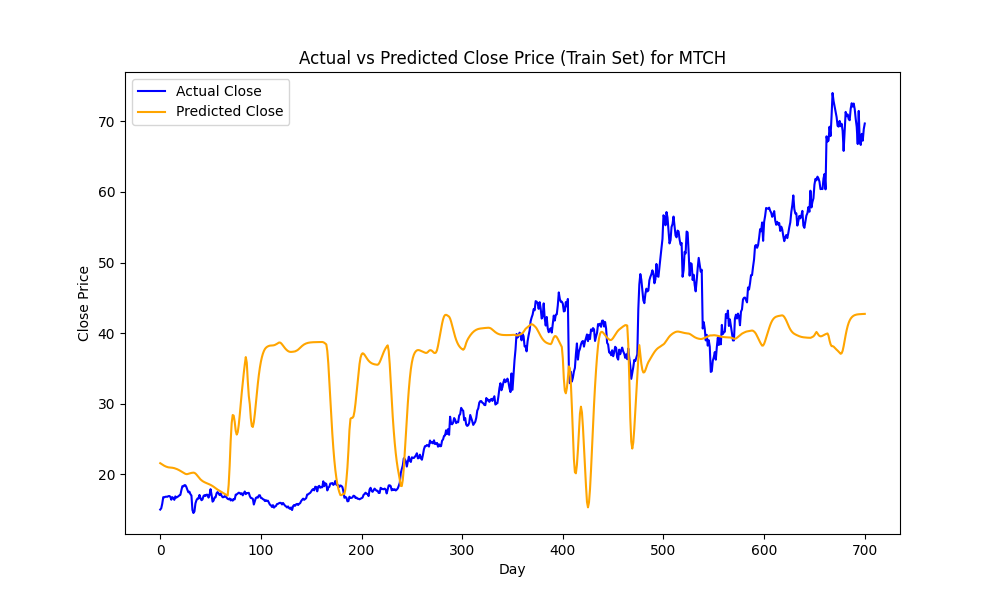 Actual vs Predicted Close Price (Train Set) for MTCH
Actual Close
Predicted Close
Close Price
70
60
50
40
30
20
0 100 200 300 400 500 600 700
Day